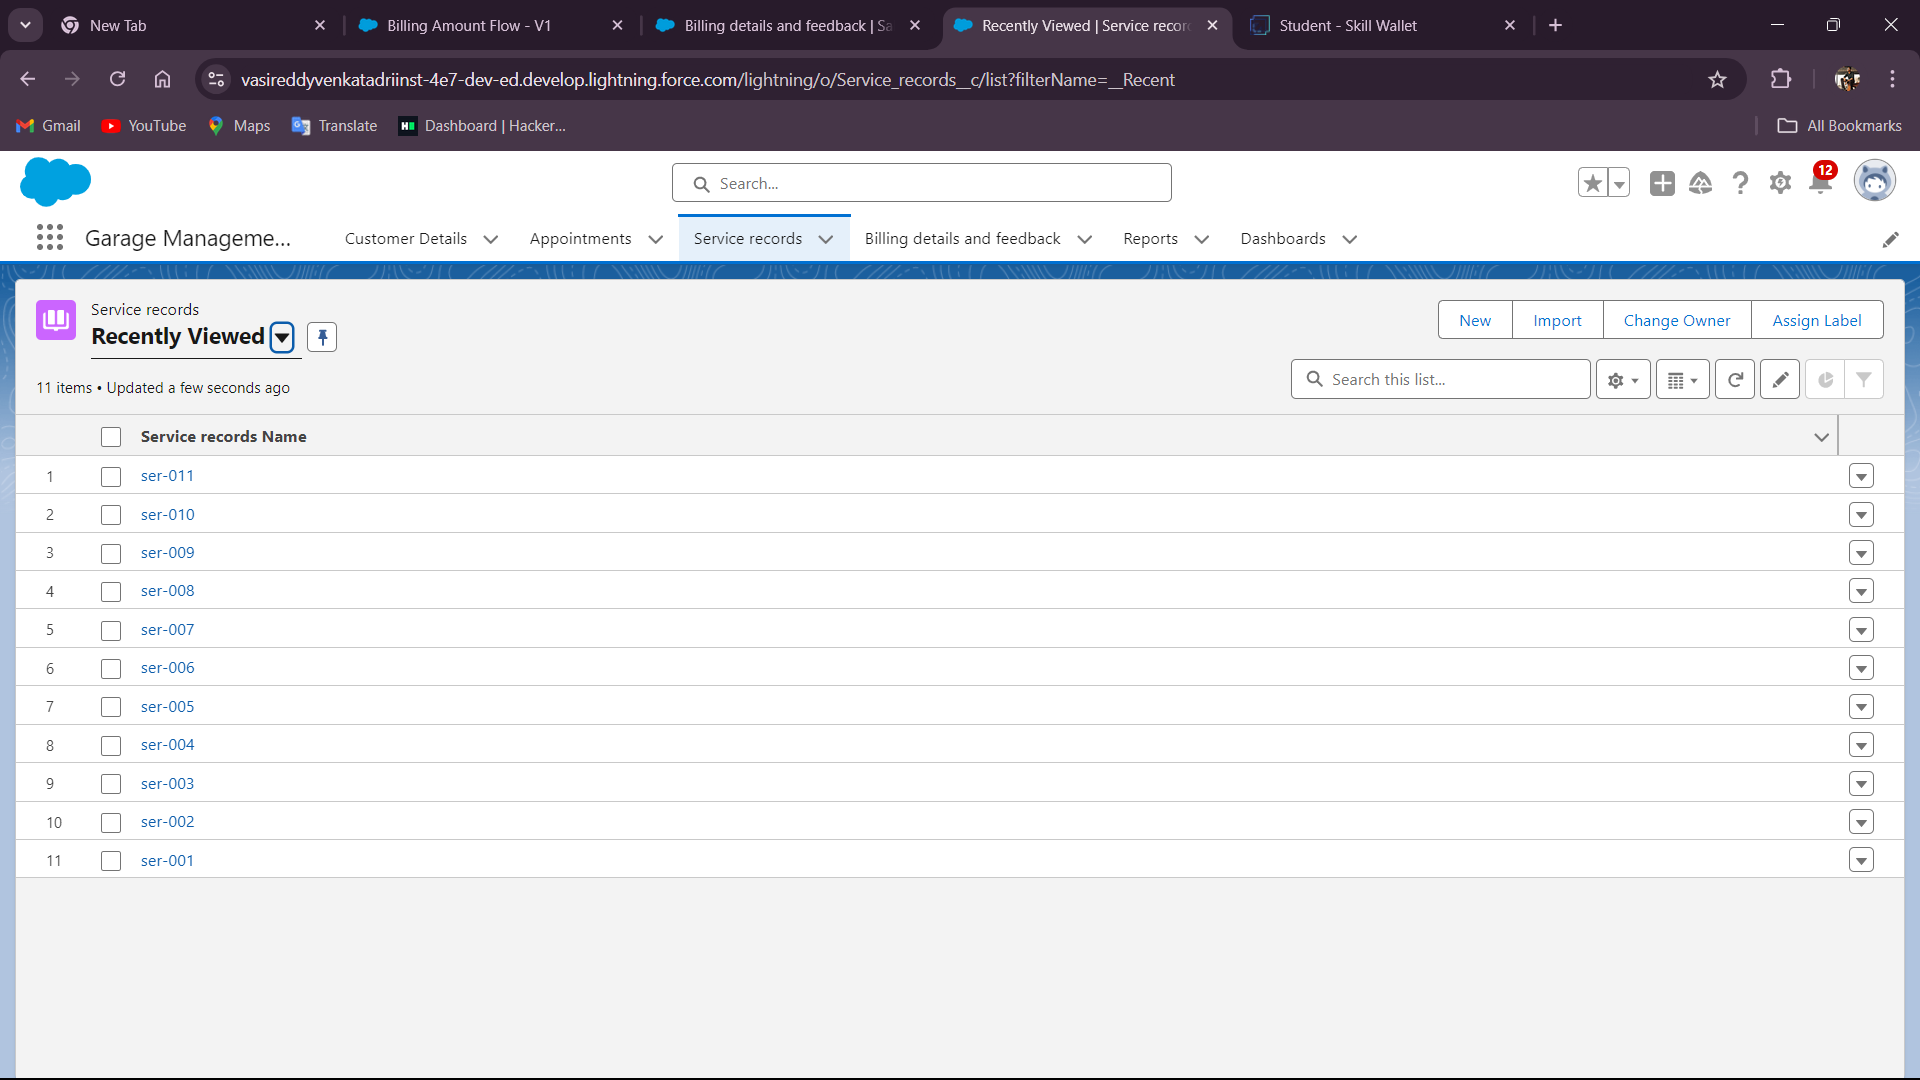 New Tab
Billing Amount Flow - V1
Billing details and feedback | Sa
Recently Viewed | Service recor
Student - Skill Wallet
vasireddyvenkatadriinst-4e7-dev-ed.develop.lightning.force.com/lightning/o/Service_records__c/list?filterName=__Recent
Gmail
YouTube
Maps
Translate
Dashboard | Hacker...
All Bookmarks
Search...
12
Garage Manageme...
Customer Details
Appointments
Service records
Billing details and feedback
Reports
Dashboards
Service records
Recently Viewed
New
Import
Change Owner
Assign Label
11 items • Updated a few seconds ago
Search this list...
Service records Name
1 ser-011
2 ser-010
3 ser-009
4 ser-008
5 ser-007
6 ser-006
7 ser-005
8 ser-004
9 ser-003
10 ser-002
11 ser-001